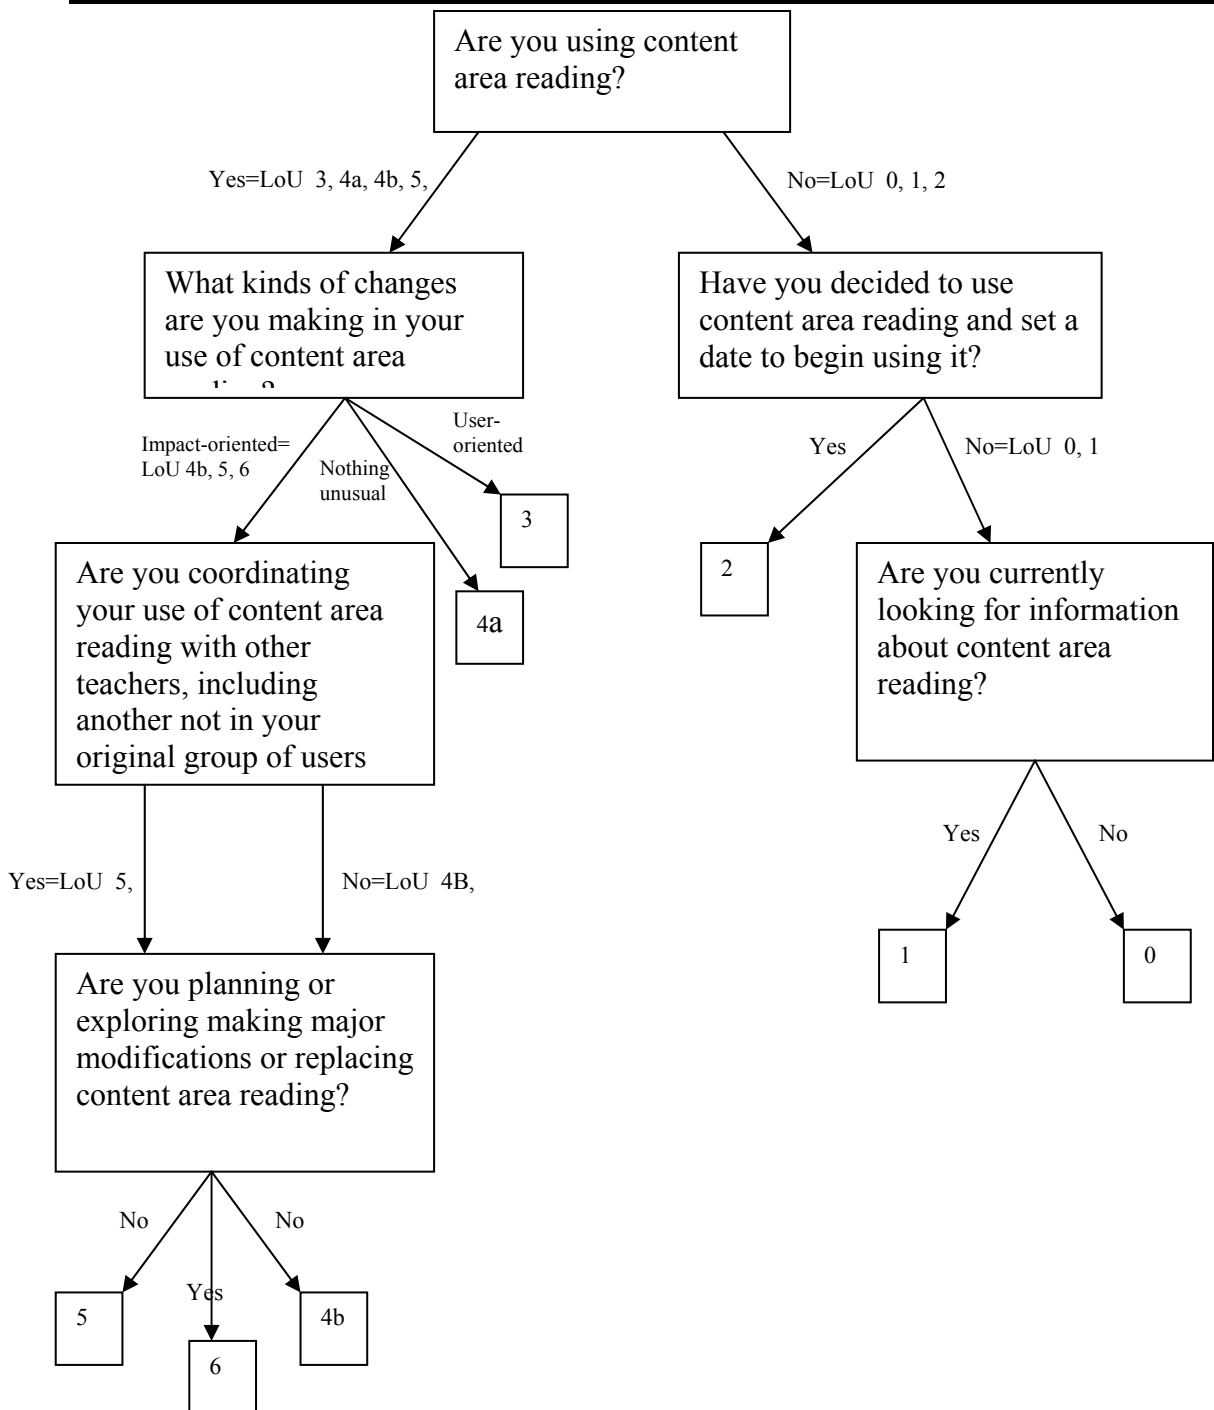 Are you using content
area reading?
Yes=LoU 3, 4a, 4b, 5,
No=LoU 0, 1, 2
What kinds of changes
are you making in your
use of content area
Have you decided to use
content area reading and set a
date to begin using it?
Impact-oriented=
LoU 4b, 5, 6
Nothing
unusual
User-
oriented
Yes
No=LoU 0, 1
3
4a
2
Are you coordinating
your use of content area
reading with other
teachers, including
another not in your
original group of users
Are you currently
looking for information
about content area
reading?
Yes=LoU 5,
No=LoU 4B,
Yes
No
1
0
Are you planning or
exploring making major
modifications or replacing
content area reading?
No
Yes
No
5
6
4b